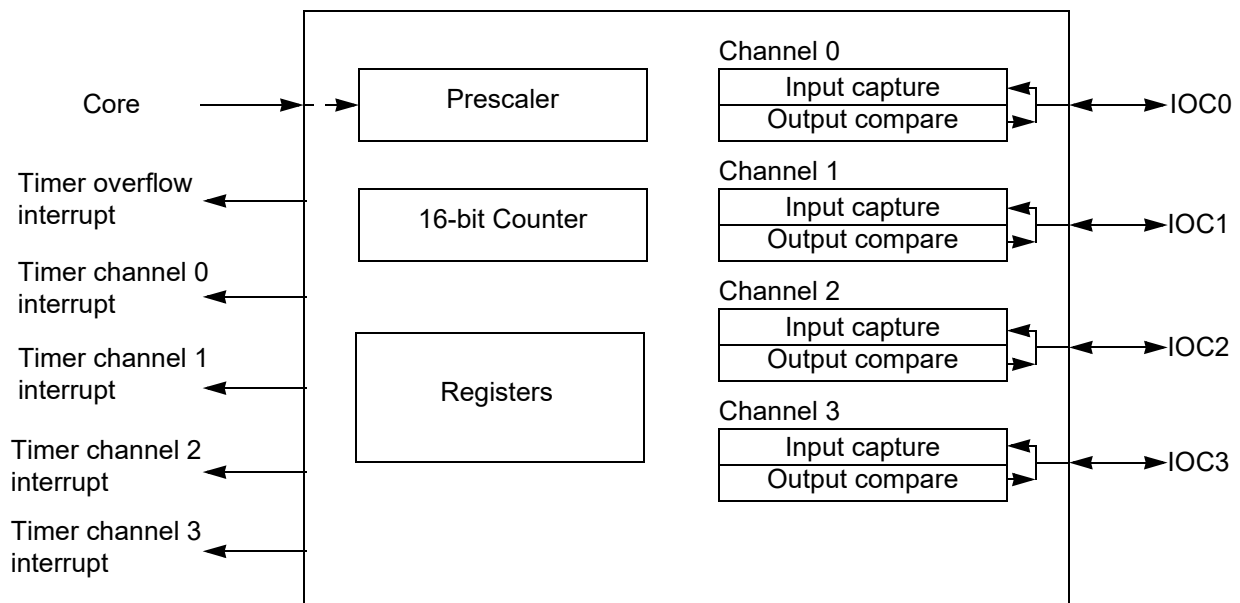 Core
Timer overflow
interrupt
Timer channel 0
interrupt
Timer channel 1
interrupt
Timer channel 2
interrupt
Timer channel 3
interrupt
Prescaler
16-bit Counter
Registers
Channel 0
Input capture
Output compare
Channel 1
Input capture
Output compare
Channel 2
Input capture
Output compare
Channel 3
Input capture
Output compare
IOC0
IOC1
IOC2
IOC3